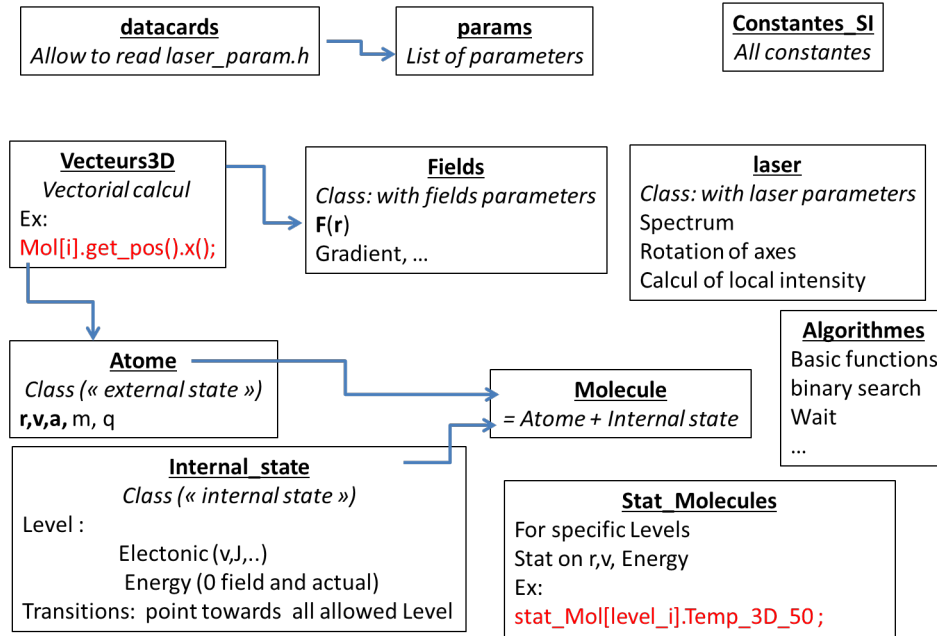 datacards
Allow to read laser_param.h
params
List of parameters
Constantes_SI
All constantes
Vecteurs3D
Vectorial calcul
Ex:
Mol[i].get_pos().x();
Fields
Class: with fields parameters
F(r)
Gradient, …
laser
Class: with laser parameters
Spectrum
Rotation of axes
Calcul of local intensity
Atome
Class (« external state »)
r,v,a, m, q
Molecule
= Atome + Internal state
Algorithmes
Basic functions
binary search
Wait
…
Internal_state
Class (« internal state »)
Level :
Electonic (v,J,..)
Energy (0 field and actual)
Transitions: point towards all allowed Level
Stat_Molecules
For specific Levels
Stat on r,v, Energy
Ex:
stat_Mol[level_i].Temp_3D_50 ;